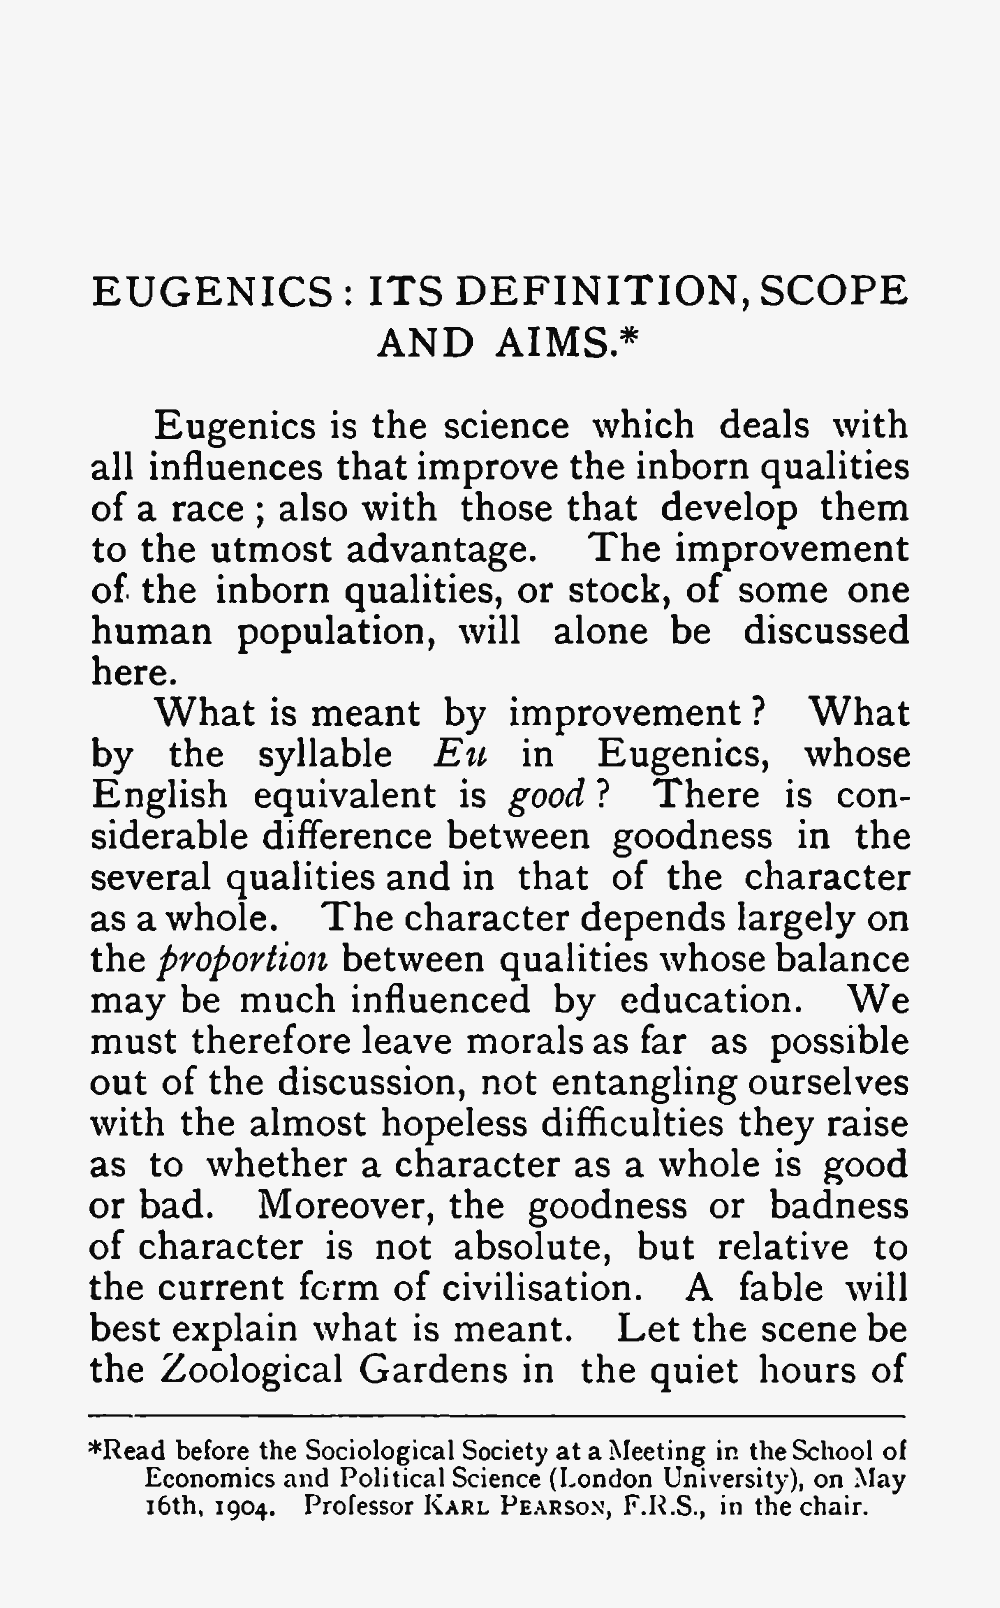 EUGENICS: ITS DEFINITION, SCOPE
AND AIMS.*
Eugenics is the science which deals with
all influences that improve the inborn qualities
of a race ; also with those that develop them
to the utmost advantage. The improvement
of the inborn qualities, or stock, of some one
human population, will alone be discussed
here.
What is meant by improvement ? What
by the syllable Eu in Eugenics, whose
English equivalent is good ? There is con-
siderable difference between goodness in the
several qualities and in that of the character
as a whole. The character depends largely on
the proportion between qualities whose balance
may be much influenced by education. We
must therefore leave morals as far as possible
out of the discussion, not entangling ourselves
with the almost hopeless difficulties they raise
as to whether a character as a whole is good
or bad. Moreover, the goodness or badness
of character is not absolute, but relative to
the current form of civilisation. A fable will
best explain what is meant. Let the scene be
the Zoological Gardens in the quiet hours of
*Read before the Sociological Society at a Meeting in the School of
Economics and Political Science (London University), on May
16th, 1904. Professor KARL PEARSON, F.R.S., in the chair.